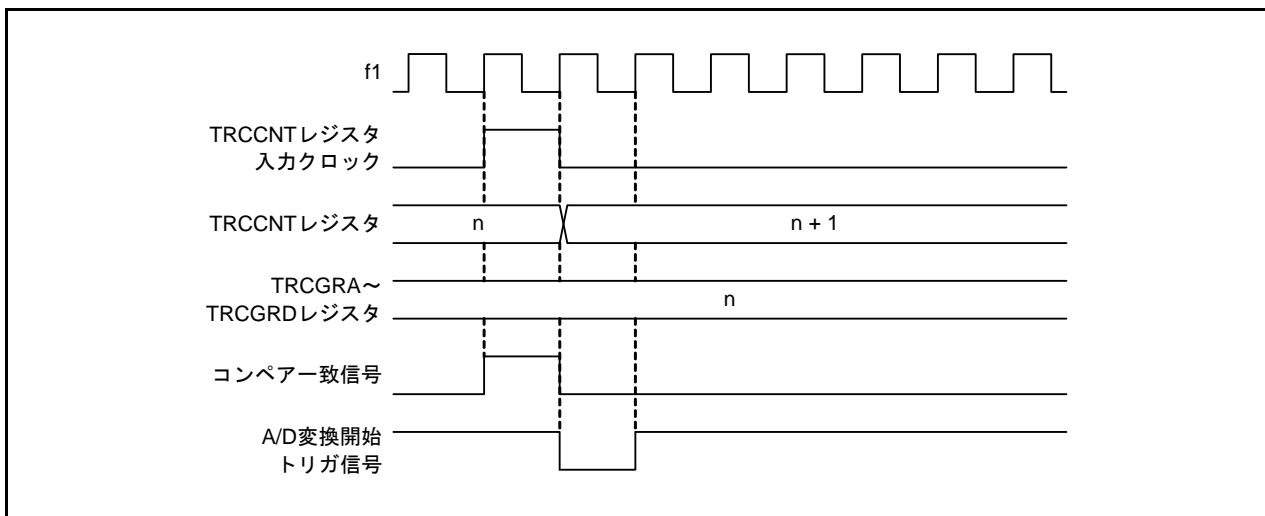 f1
TRCCNTレジスタ
入力クロック
TRCCNTレジスタ
n
n + 1
TRCGRA～
TRCGRDレジスタ
n
コンペアー致信号
A/D変換開始
トリガ信号